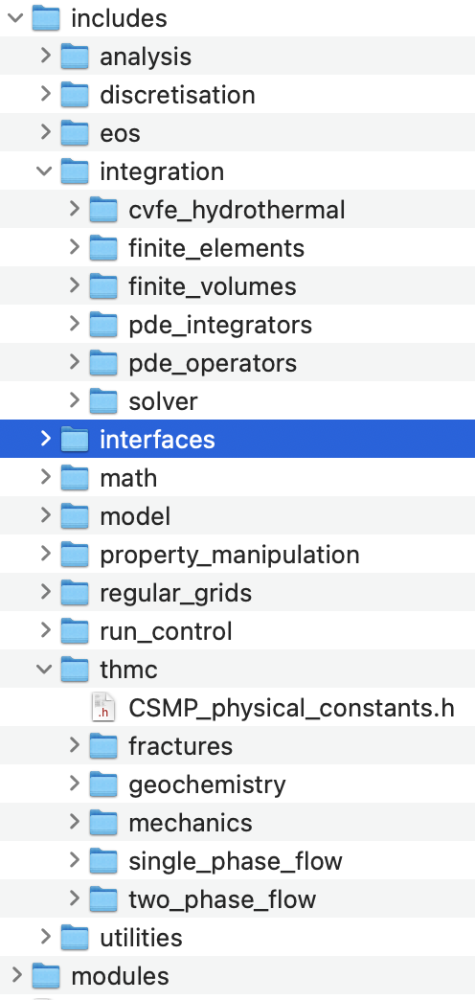 includes
analysis
discretisation
eos
integration
cvfe_hydrothermal
finite_elements
finite_volumes
pde_integrators
pde_operators
solver
interfaces
math
model
property_manipulation
regular_grids
run_control
thmc
.h CSMP_physical_constants.h
fractures
geochemistry
mechanics
single_phase_flow
two_phase_flow
utilities
modules